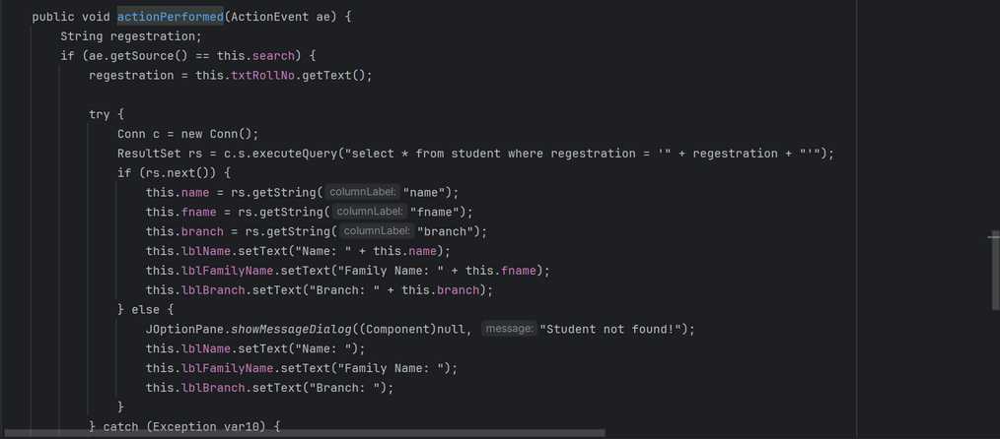 public void actionPerformed(ActionEvent ae) {
String regestration;
if (ae.getSource() == this.search) {
regestration = this.txtRollNo.getText();
try {
Conn c = new Conn();
ResultSet rs = c.s.executeQuery("select * from student where regestration = '" + regestration + "'");
if (rs.next()) {
this.name = rs.getString( columnLabel: "name");
this.fname = rs.getString( columnLabel: "fname");
this.branch = rs.getString( columnLabel: "branch");
this.lblName.setText("Name: " + this.name);
this.lblFamilyName.setText("Family Name: " + this.fname);
this.lblBranch.setText("Branch: " + this.branch);
} else {
JOptionPane.showMessageDialog((Component)null, message: "Student not found!");
this.lblName.setText("Name: ");
this.lblFamilyName.setText("Family Name: ");
this.lblBranch.setText("Branch: ");
}
} catch (Exception var10) {